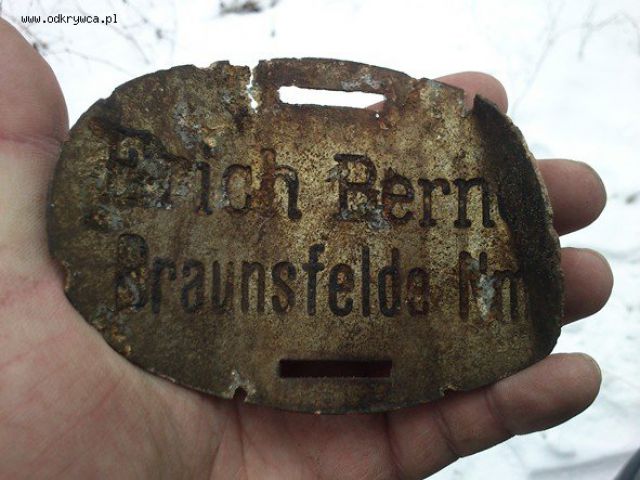 www.odkrywca.pl
Erich Bern
Braunsfelde Nm